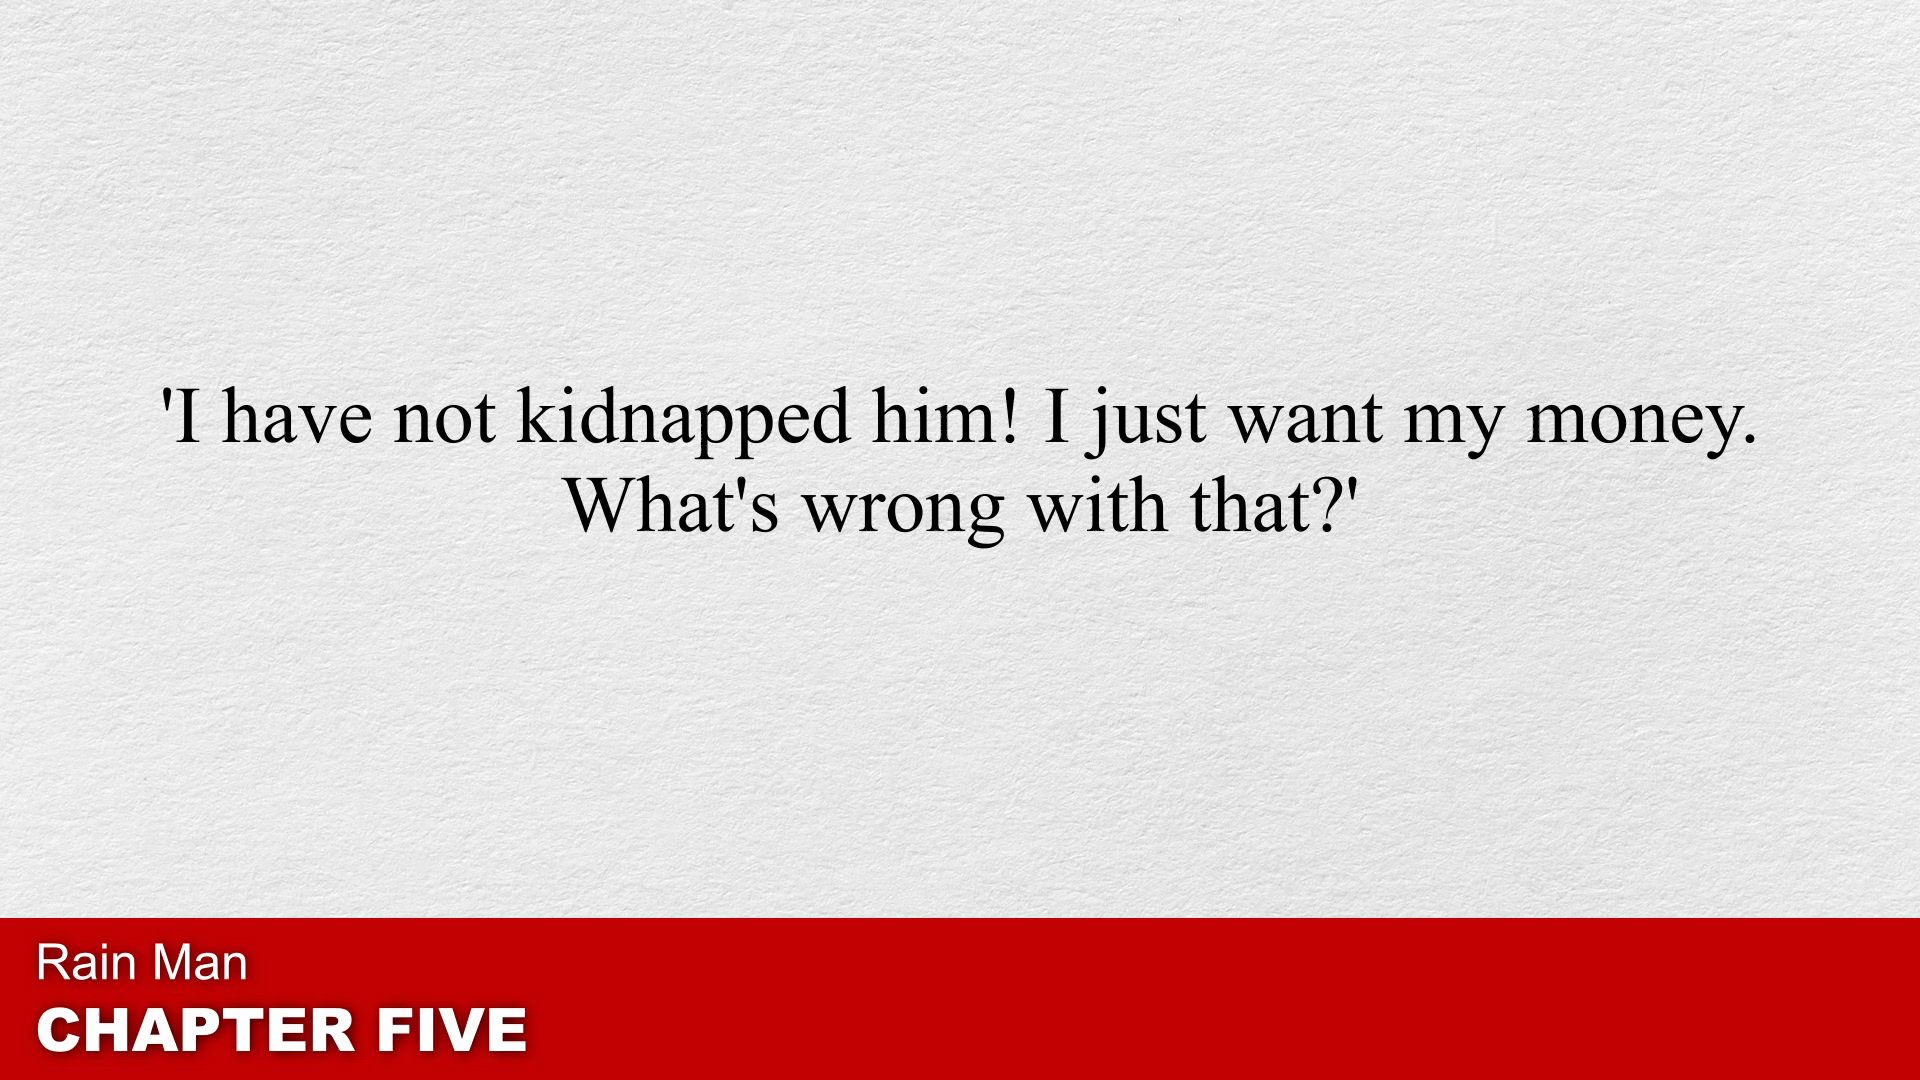 'I have not kidnapped him! I just want my money.
What's wrong with that?'
Rain Man
CHAPTER FIVE